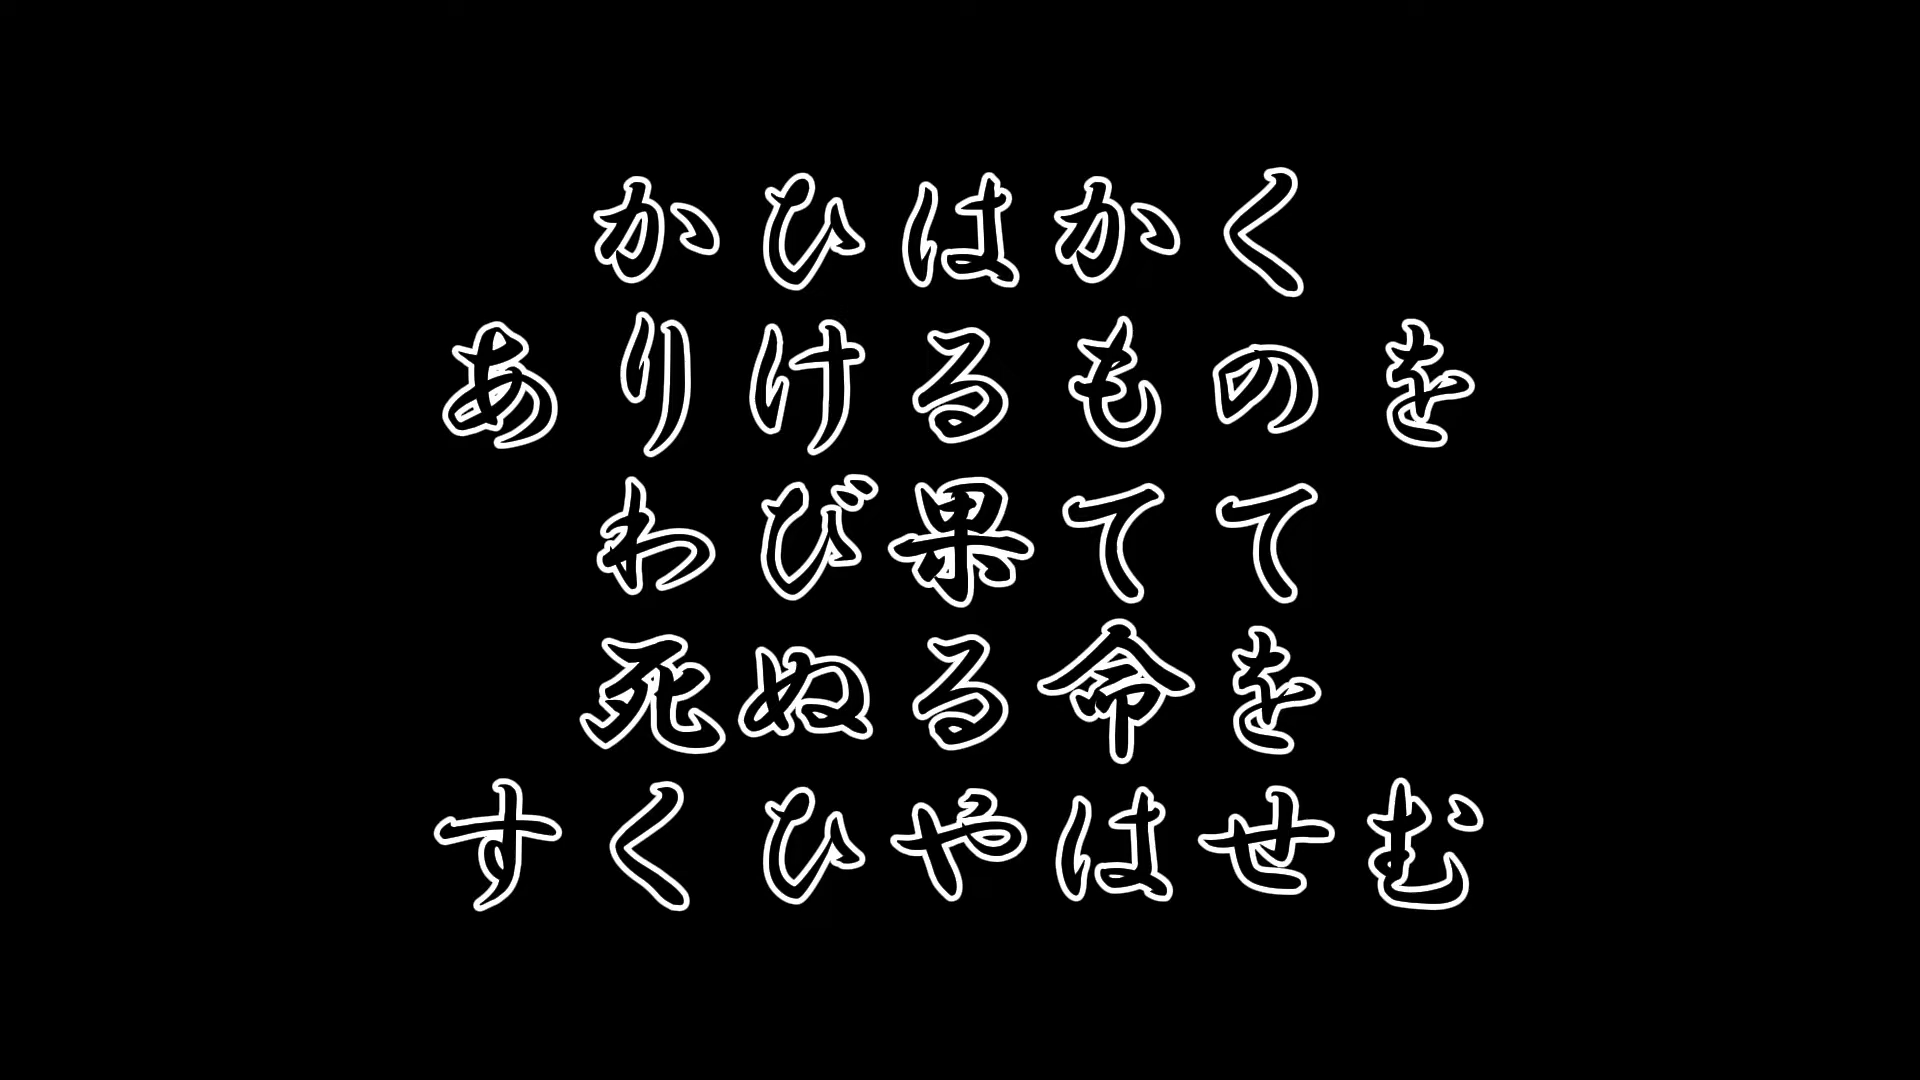 かひはかく
ありけるものを
わび果てて
死ぬる命を
すくひやはせむ